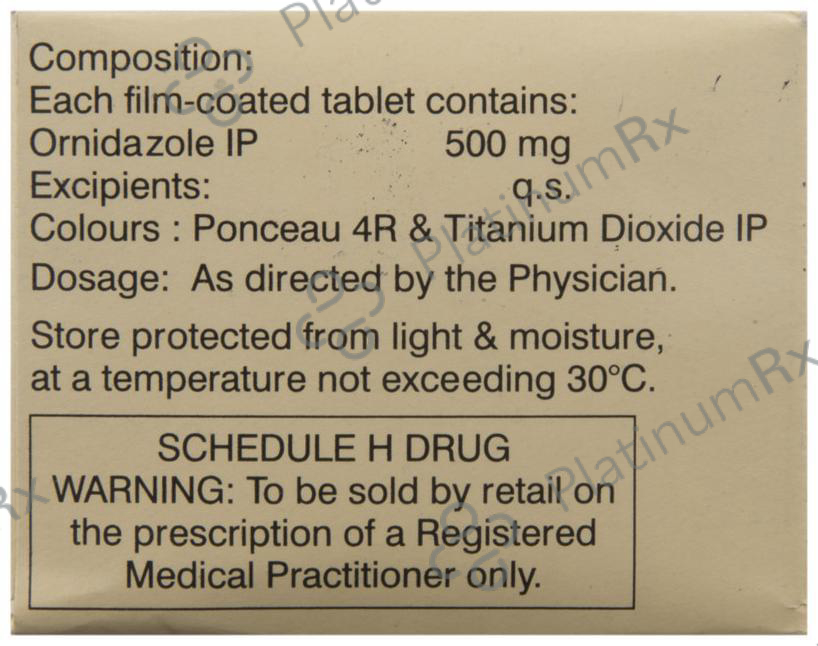 Composition:
Each film-coated tablet contains:
Ornidazole IP 500 mg
Excipients: q.s.
Colours : Ponceau 4R & Titanium Dioxide IP
Dosage: As directed by the Physician.
Store protected from light & moisture,
at a temperature not exceeding 30°C.
SCHEDULE H DRUG
WARNING: To be sold by retail on
the prescription of a Registered
Medical Practitioner only.
PlatinumRx
PlatinumRx
Rx